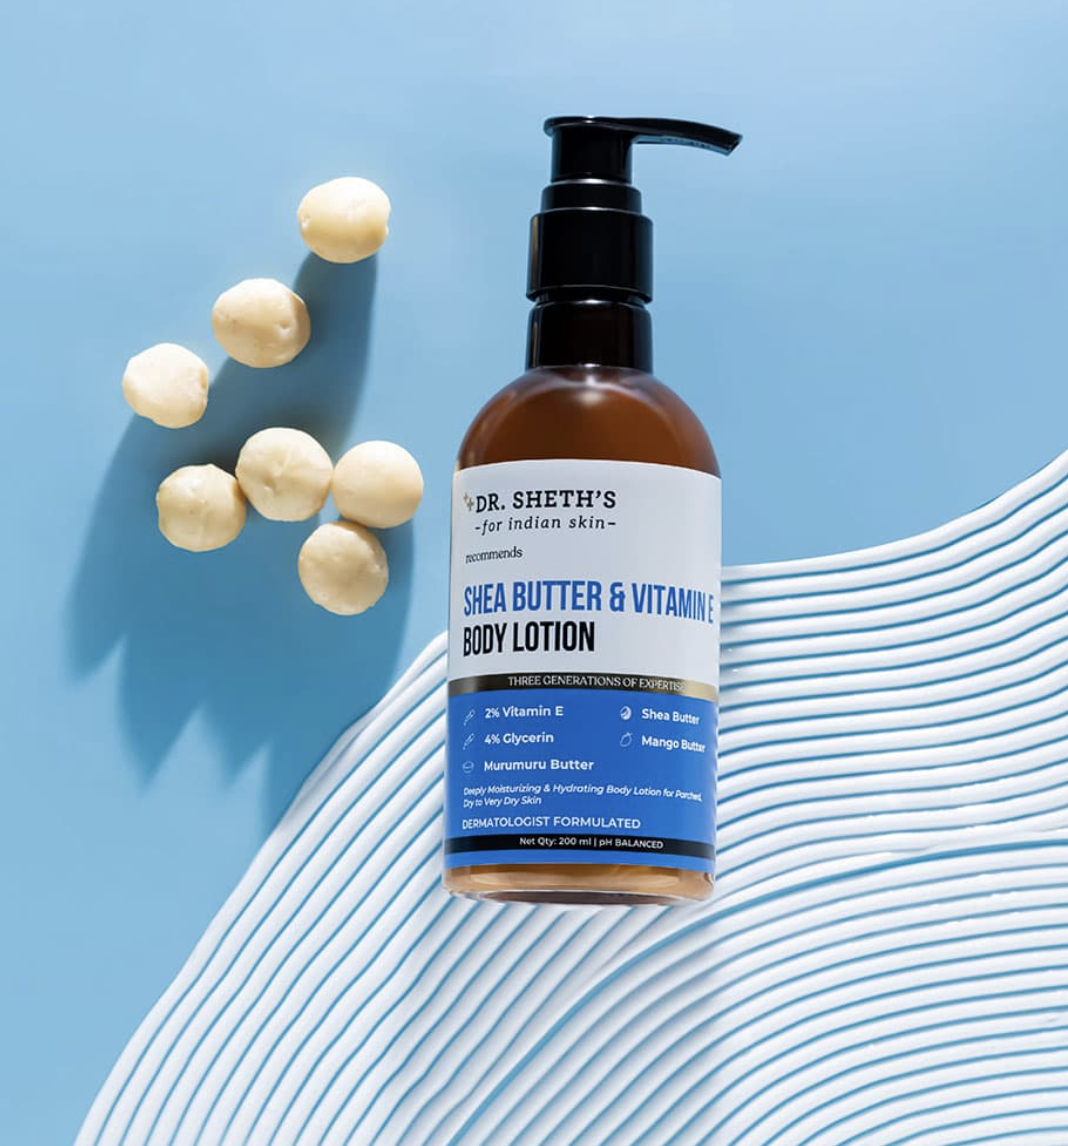 DR. SHETH'S
-for indian skin-
recommends
SHEA BUTTER & VITAMIN E
BODY LOTION
THREE GENERATIONS OF EXPERTISE
2% Vitamin E
Shea Butter
4% Glycerin
Mango Butter
Murumuru Butter
Deeply Moisturizing & Hydrating Body Lotion for Parched,
Dry to Very Dry Skin
DERMATOLOGIST FORMULATED
Net Qty: 200 ml | pH BALANCED